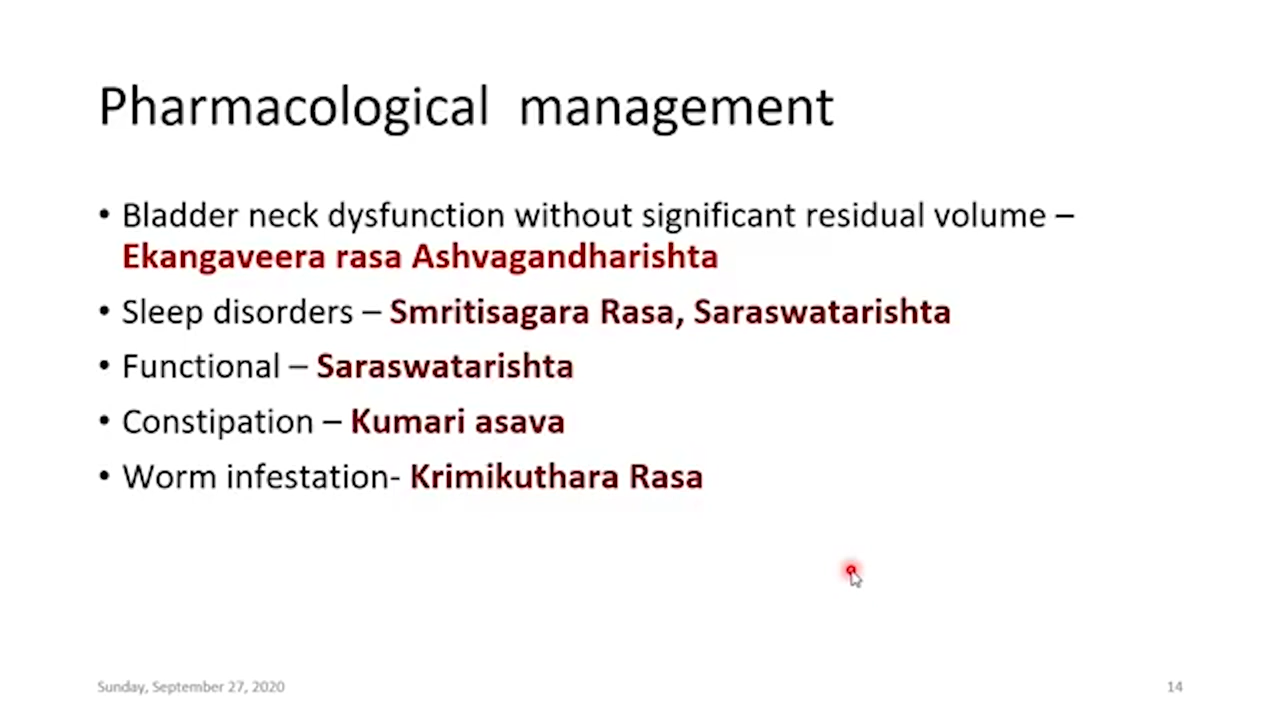 Pharmacological management
• Bladder neck dysfunction without significant residual volume –
Ekangaveera rasa Ashvagandharishta
• Sleep disorders – Smritisagara Rasa, Saraswatarishta
• Functional – Saraswatarishta
• Constipation – Kumari asava
• Worm infestation- Krimikuthara Rasa
Sunday, September 27, 2020
14